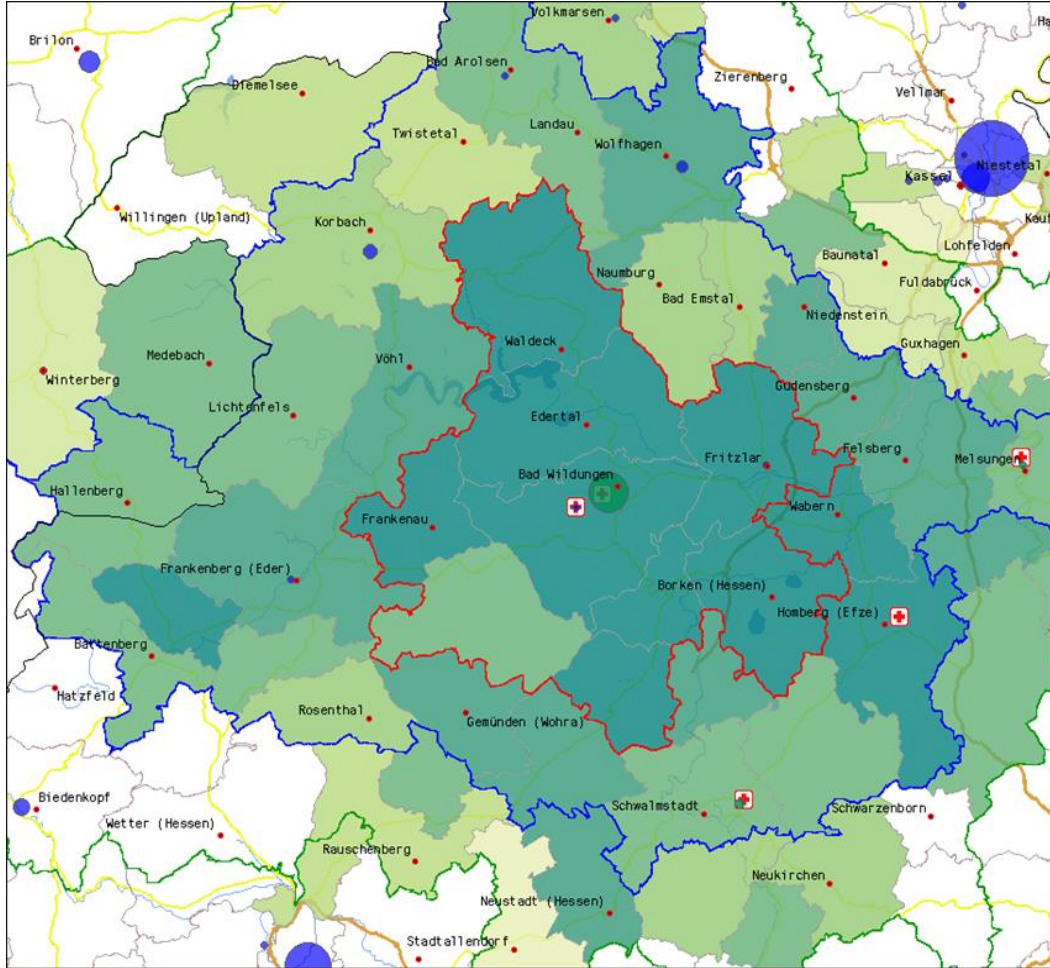 Volkmarsen
Ha
Brilon
Bad Arolsen
Zierenberg
Diemelsee
Vellmar
Twistetal
Landau
Wolfhagen
Niestetal
Kassel
Willingen (Upland)
Korbach
Kauf
Lohfelden
Baunatal
Naumburg
Fuldabrück
Bad Emstal
Niedenstein
Waldeck
Guxhagen
Medebach
Vöhl
Winterberg
Gudensberg
Lichtenfels
Edertal
Felsberg
Fritzlar
Melsungen
Bad Wildungen
Hallenberg
Wabern
Frankenau
Frankenberg (Eder)
Borken (Hessen)
Homberg (Efze)
Battenberg
Hatzfeld
Rosenthal
Gemünden (Wohra)
Biedenkopf
Schwalmstadt
Schwarzenborn
Wetter (Hessen)
Rauschenberg
Neukirchen
Neustadt (Hessen)
Stadtallendorf